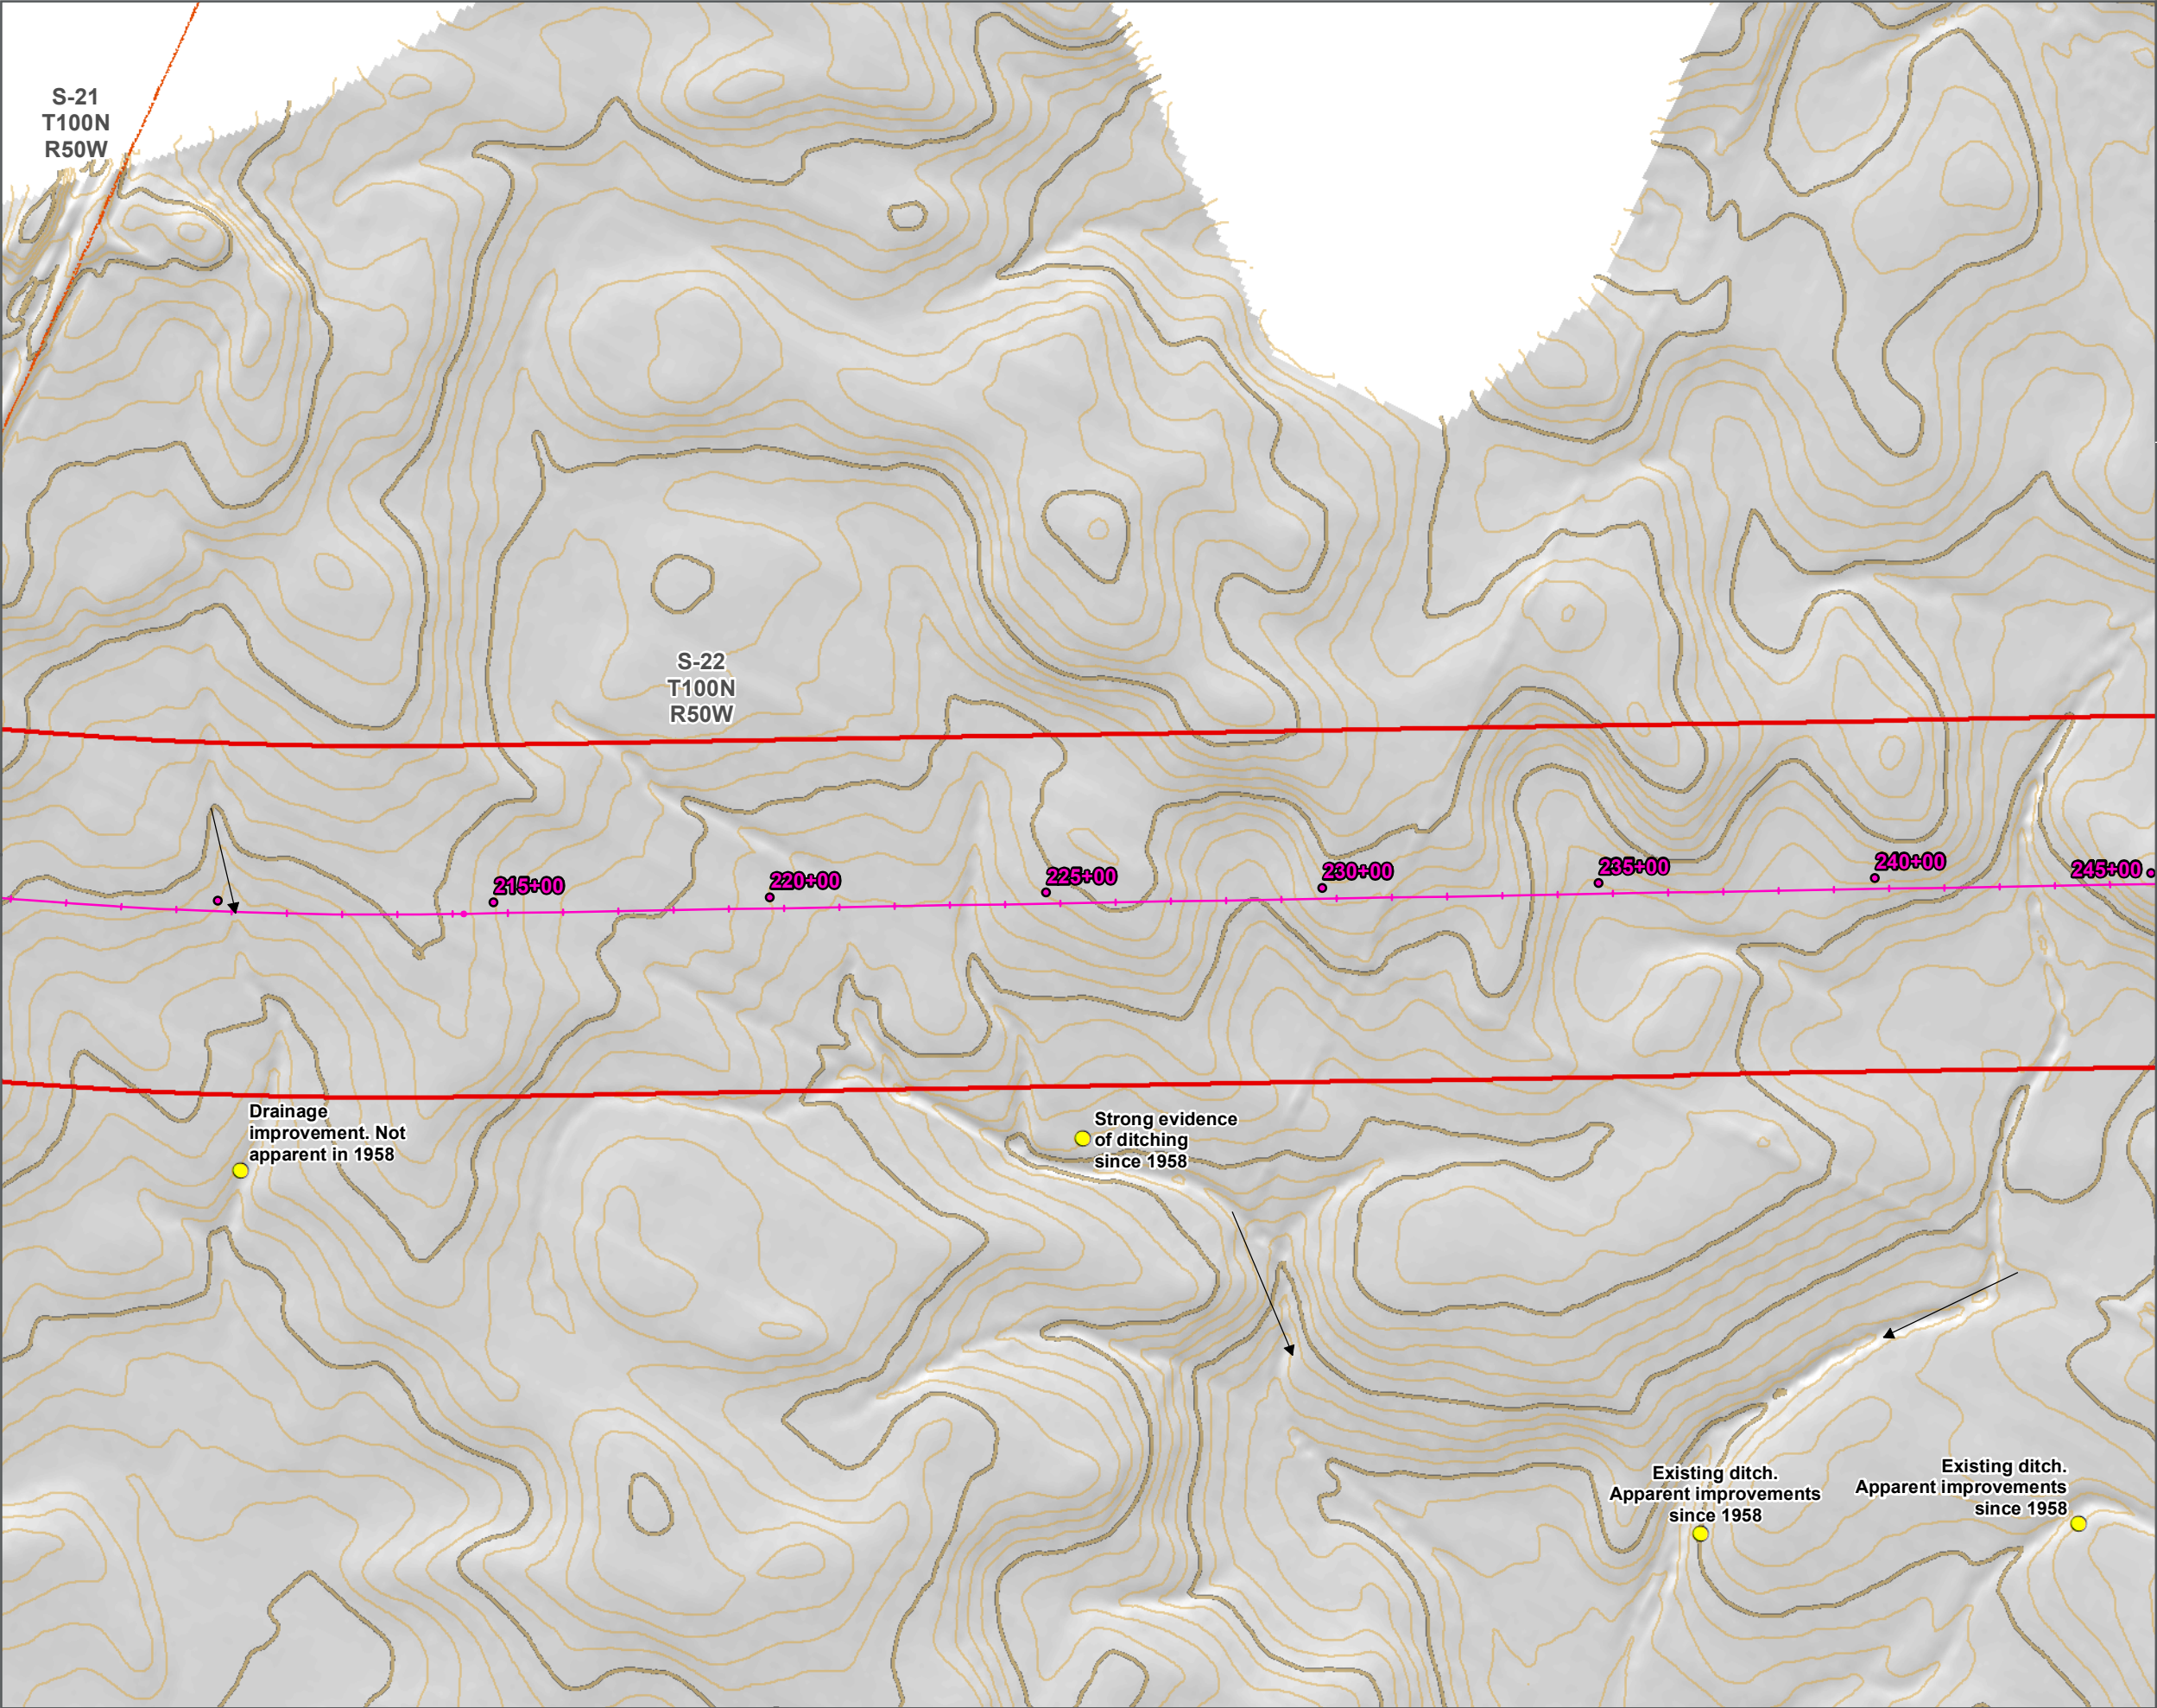 S-21
T100N
R50W
S-22
T100N
R50W
215+00
220+00
225+00
230+00
235+00
240+00
245+00
Drainage
improvement. Not
apparent in 1958
Strong evidence
of ditching
since 1958
Existing ditch.
Apparent improvements
since 1958
Existing ditch.
Apparent improvements
since 1958